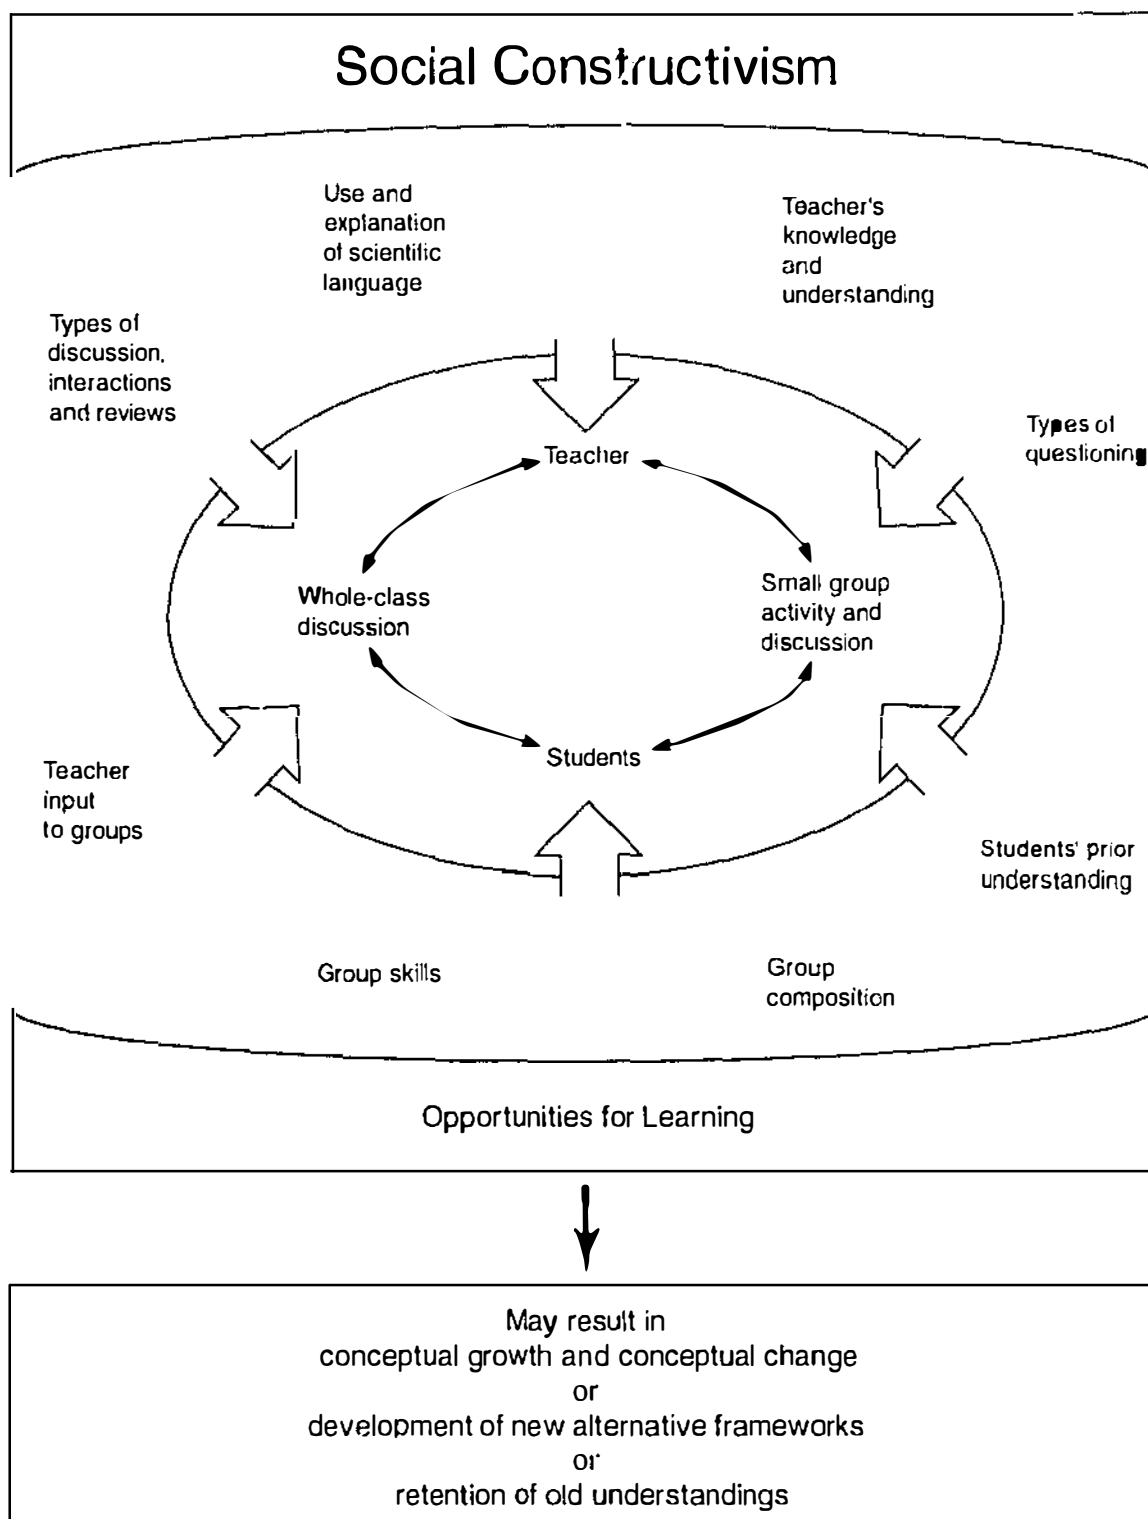 Social Constructivism
Use and
explanation
of scientific
language
Teacher's
knowledge
and
understanding
Types of
discussion,
interactions
and reviews
Types of
questioning
Teacher
Whole-class
discussion
Small group
activity and
discussion
Students
Teacher
input
to groups
Students' prior
understanding
Group skills
Group
composition
Opportunities for Learning
May result in
conceptual growth and conceptual change
or
development of new alternative frameworks
or
retention of old understandings